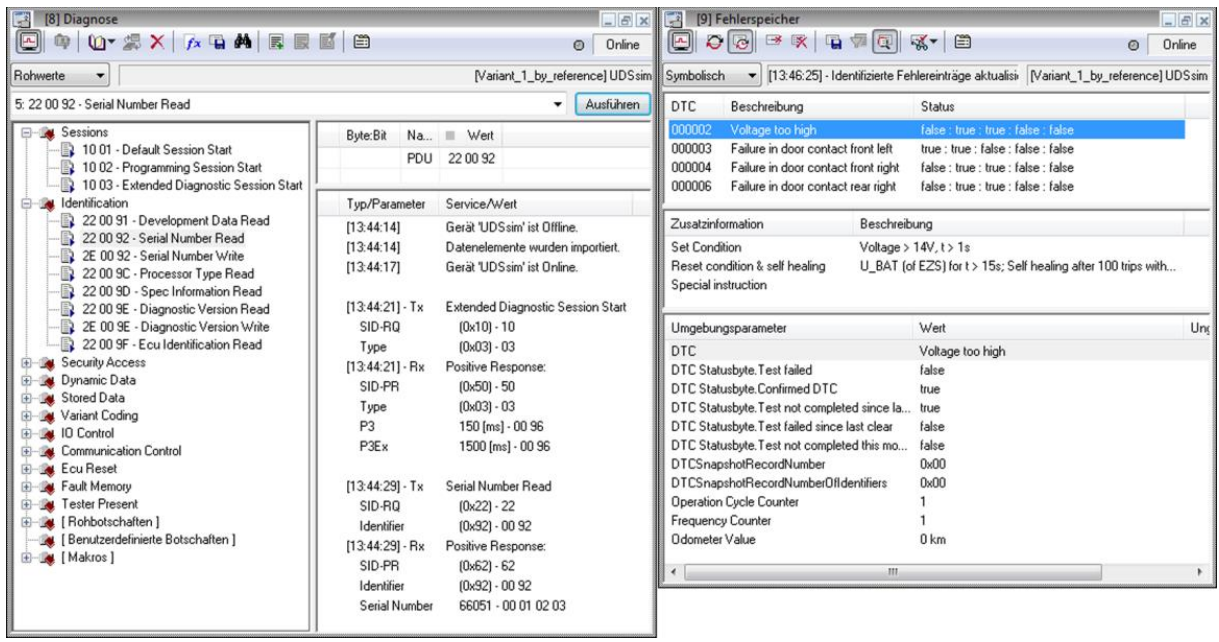 [8] Diagnose
Online
Rohwerte
[Variant_1_by_reference] UDSsim
5: 22 00 92 - Serial Number Read
Ausführen
Sessions
10 01 - Default Session Start
10 02 - Programming Session Start
10 03 - Extended Diagnostic Session Start
Identification
22 00 91 - Development Data Read
22 00 92 - Serial Number Read
2E 00 92 - Serial Number Write
22 00 9C - Processor Type Read
22 00 9D - Spec Information Read
22 00 9E - Diagnostic Version Read
2E 00 9E - Diagnostic Version Write
22 00 9F - Ecu Identification Read
Security Access
Dynamic Data
Stored Data
Variant Coding
IO Control
Communication Control
Ecu Reset
Fault Memory
Tester Present
[ Rohbotschaften ]
[ Benutzerdefinierte Botschaften ]
[ Makros ]
Byte:Bit Na... Wert
PDU 22 00 92
Typ/Parameter Service/Wert
[13:44:14] Gerät 'UDSsim' ist Offline.
[13:44:14] Datenelemente wurden importiert.
[13:44:17] Gerät 'UDSsim' ist Online.
[13:44:21] - Tx Extended Diagnostic Session Start
SID-RQ (0x10) - 10
Type (0x03) - 03
[13:44:21] - Rx Positive Response:
SID-PR (0x50) - 50
Type (0x03) - 03
P3 150 [ms] - 00 96
P3Ex 1500 [ms] - 00 96
[13:44:29] - Tx Serial Number Read
SID-RQ (0x22) - 22
Identifier (0x92) - 00 92
[13:44:29] - Rx Positive Response:
SID-PR (0x62) - 62
Identifier (0x92) - 00 92
Serial Number 66051 - 00 01 02 03
[9] Fehlerspeicher
Online
Symbolisch [13:46:25] - Identifizierte Fehlereinträge aktualisi [Variant_1_by_reference] UDSsim
DTC Beschreibung Status
000002 Voltage too high false : true : true : false : false
000003 Failure in door contact front left true : true : false : false : false
000004 Failure in door contact front right false : true : true : false : false
000006 Failure in door contact rear right false : true : true : false : false
Zusatzinformation Beschreibung
Set Condition Voltage > 14V, t > 1s
Reset condition & self healing U_BAT (of EZS) for t > 15s; Self healing after 100 trips with...
Special instruction
Umgebungsparameter Wert Ung
DTC Voltage too high
DTC Statusbyte.Test failed false
DTC Statusbyte.Confirmed DTC true
DTC Statusbyte.Test not completed since la... true
DTC Statusbyte.Test failed since last clear false
DTC Statusbyte.Test not completed this mo... false
DTCSnapshotRecordNumber 0x00
DTCSnapshotRecordNumberOfIdentifiers 0x00
Operation Cycle Counter 1
Frequency Counter 1
Odometer Value 0 km